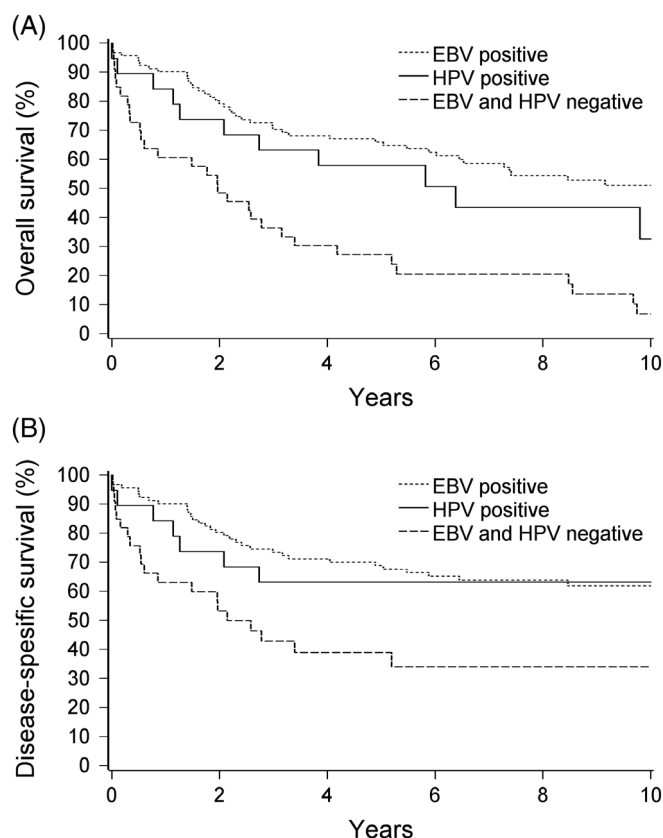 (A)
Overall survival (%)
100
90
80
70
60
50
40
30
20
10
0
EBV positive
HPV positive
EBV and HPV negative
0 2 4 6 8 10
Years
(B)
Disease-spesific survival (%)
100
90
80
70
60
50
40
30
20
10
0
EBV positive
HPV positive
EBV and HPV negative
0 2 4 6 8 10
Years